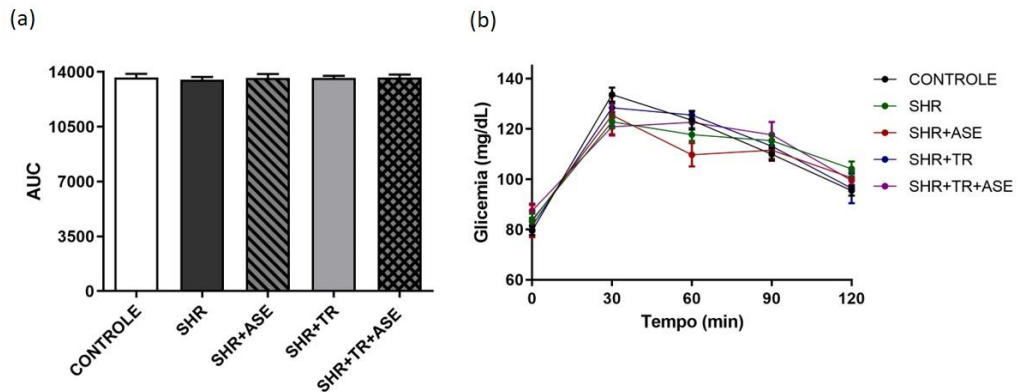 (a)
14000
10500
7000
3500
0
AUC
CONTROLE
SHR
SHR+ASE
SHR+TR
SHR+TR+ASE
(b)
140
120
100
80
60
Glicemia (mg/dL)
0 30 60 90 120
Tempo (min)
CONTROLE
SHR
SHR+ASE
SHR+TR
SHR+TR+ASE